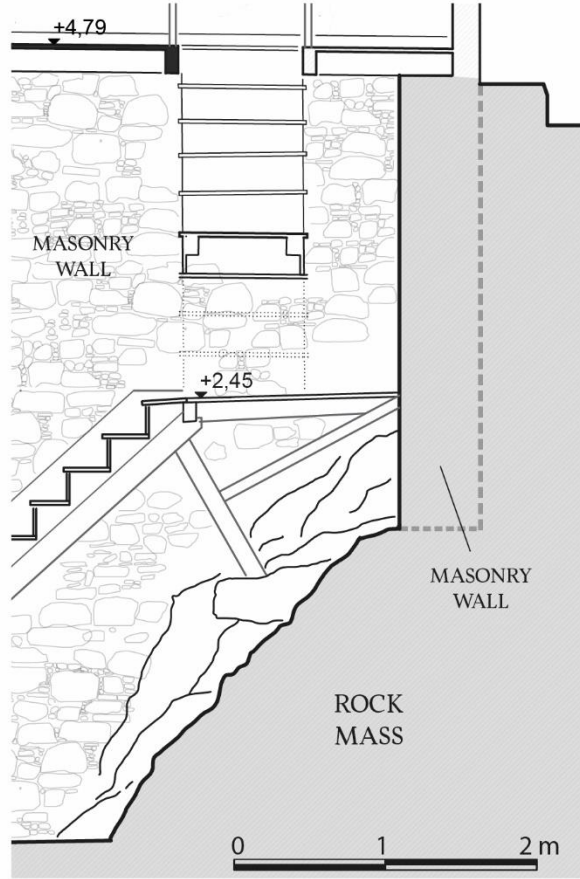 +4,79
MASONRY
WALL
+2,45
MASONRY
WALL
ROCK
MASS
0 1 2 m